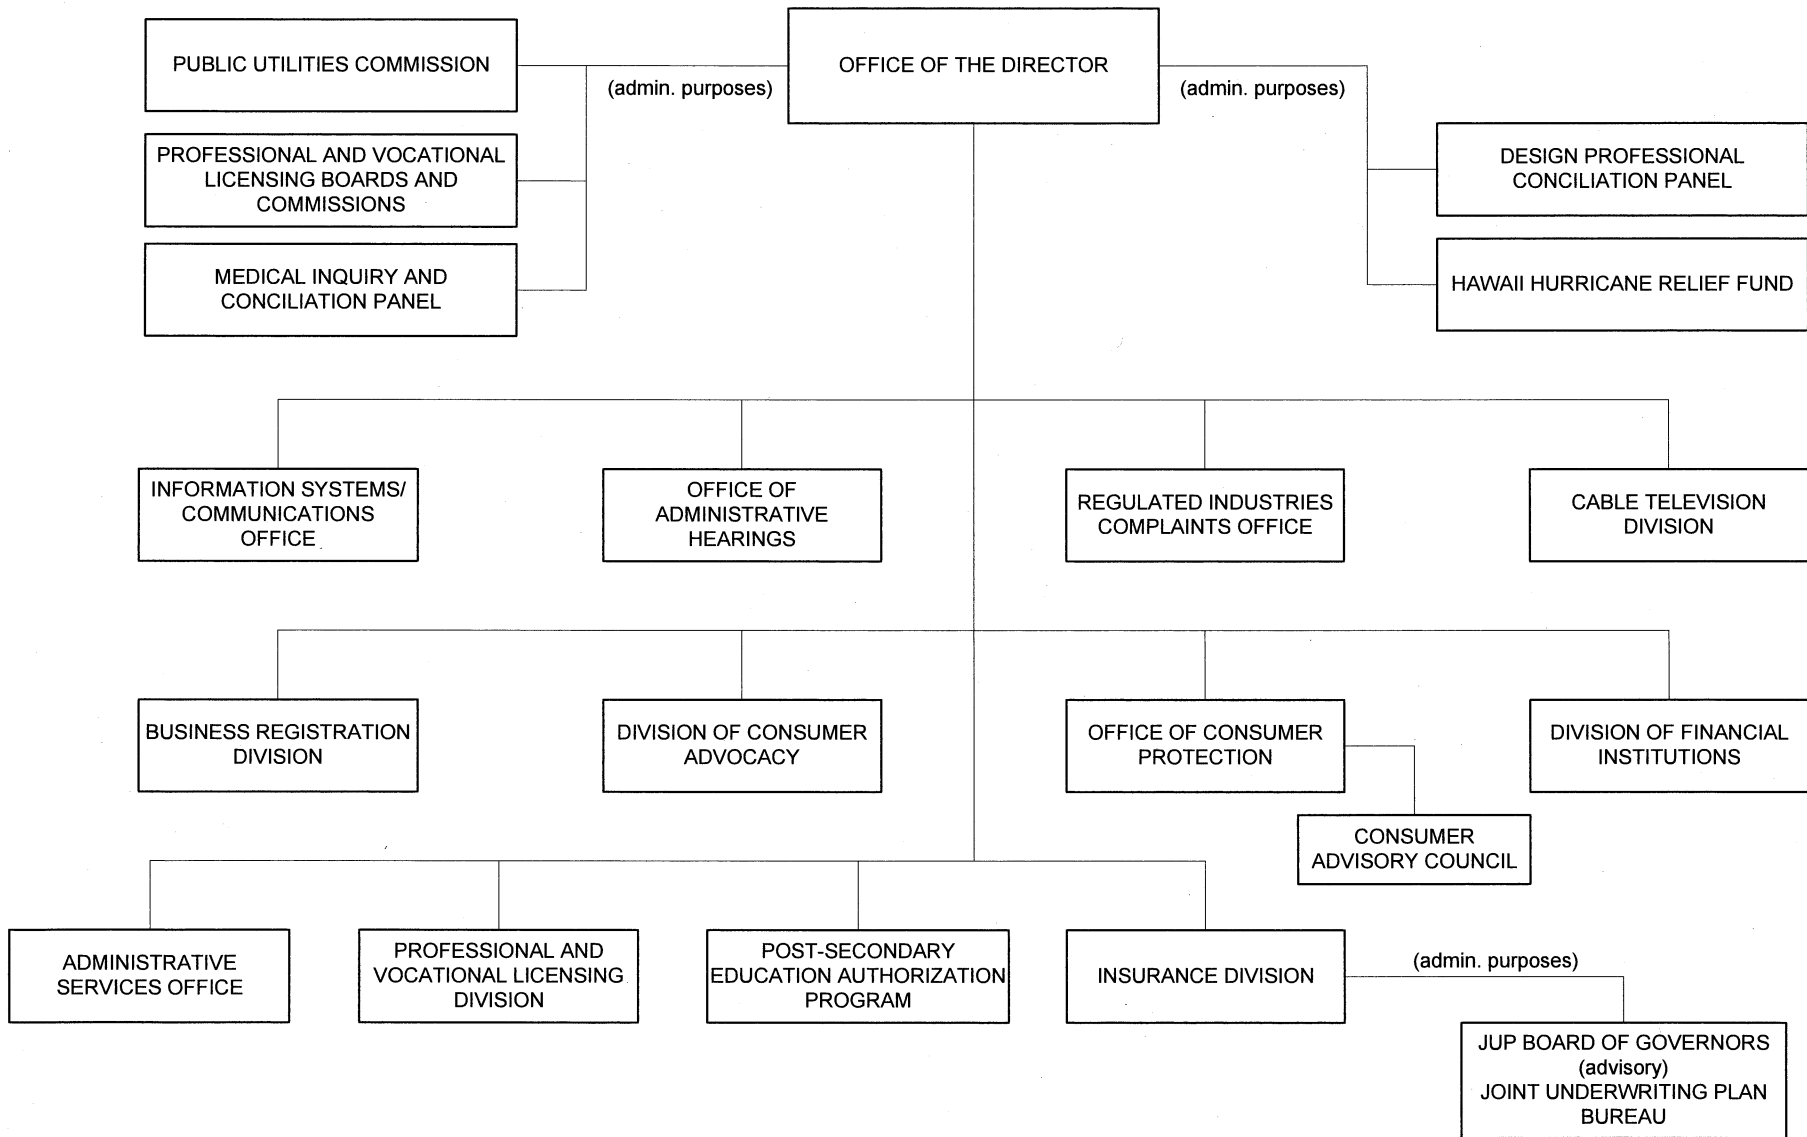 PUBLIC UTILITIES COMMISSION
OFFICE OF THE DIRECTOR
(admin. purposes)
(admin. purposes)
PROFESSIONAL AND VOCATIONAL
LICENSING BOARDS AND
COMMISSIONS
DESIGN PROFESSIONAL
CONCILIATION PANEL
MEDICAL INQUIRY AND
CONCILIATION PANEL
HAWAII HURRICANE RELIEF FUND
INFORMATION SYSTEMS/
COMMUNICATIONS
OFFICE
OFFICE OF
ADMINISTRATIVE
HEARINGS
REGULATED INDUSTRIES
COMPLAINTS OFFICE
CABLE TELEVISION
DIVISION
BUSINESS REGISTRATION
DIVISION
DIVISION OF CONSUMER
ADVOCACY
OFFICE OF CONSUMER
PROTECTION
DIVISION OF FINANCIAL
INSTITUTIONS
CONSUMER
ADVISORY COUNCIL
ADMINISTRATIVE
SERVICES OFFICE
PROFESSIONAL AND
VOCATIONAL LICENSING
DIVISION
POST-SECONDARY
EDUCATION AUTHORIZATION
PROGRAM
INSURANCE DIVISION
(admin. purposes)
JUP BOARD OF GOVERNORS
(advisory)
JOINT UNDERWRITING PLAN
BUREAU